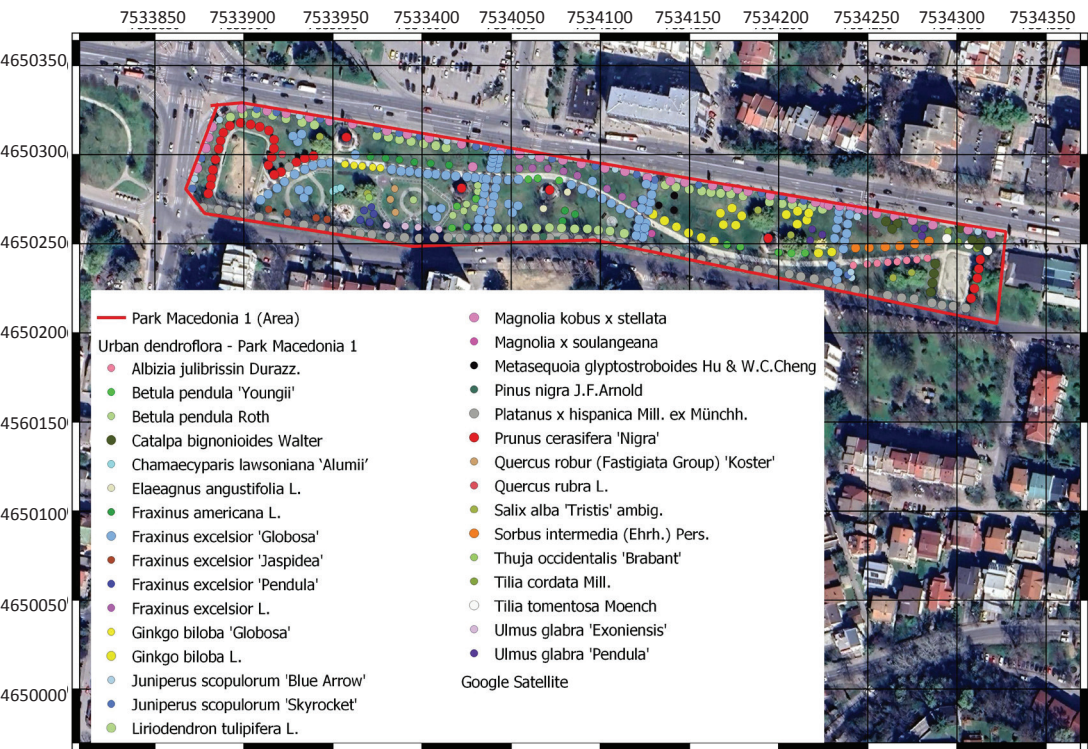 7533850 7533900 7533950 7534000 7534050 7534100 7534150 7534200 7534250 7534300 7534350
4650350
4650300
4650250
4650200
4560150
4650100
4650050
4650000
Park Macedonia 1 (Area)
Urban dendroflora - Park Macedonia 1
Albizia julibrissin Durazz.
Betula pendula 'Youngii'
Betula pendula Roth
Catalpa bignonioides Walter
Chamaecyparis lawsoniana ‘Alumii’
Elaeagnus angustifolia L.
Fraxinus americana L.
Fraxinus excelsior 'Globosa'
Fraxinus excelsior 'Jaspidea'
Fraxinus excelsior 'Pendula'
Fraxinus excelsior L.
Ginkgo biloba 'Globosa'
Ginkgo biloba L.
Juniperus scopulorum 'Blue Arrow'
Juniperus scopulorum 'Skyrocket'
Liriodendron tulipifera L.
Magnolia kobus x stellata
Magnolia x soulangeana
Metasequoia glyptostroboides Hu & W.C.Cheng
Pinus nigra J.F.Arnold
Platanus x hispanica Mill. ex Münchh.
Prunus cerasifera 'Nigra'
Quercus robur (Fastigiata Group) 'Koster'
Quercus rubra L.
Salix alba 'Tristis' ambig.
Sorbus intermedia (Ehrh.) Pers.
Thuja occidentalis 'Brabant'
Tilia cordata Mill.
Tilia tomentosa Moench
Ulmus glabra 'Exoniensis'
Ulmus glabra 'Pendula'
Google Satellite